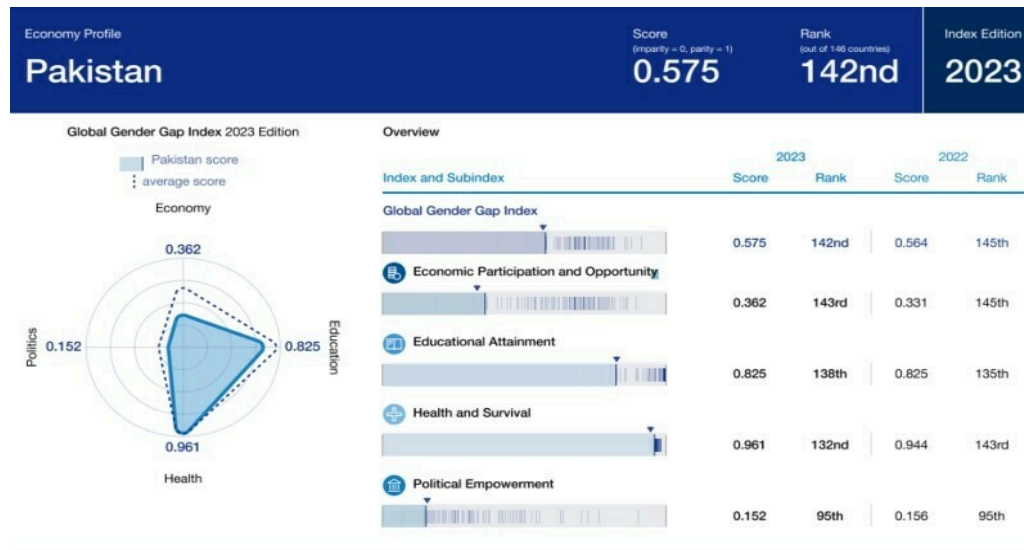 Economy Profile
Pakistan
Score
(imparity = 0, parity = 1)
0.575
Rank
(out of 146 countries)
142nd
Index Edition
2023
Global Gender Gap Index 2023 Edition
Pakistan score
average score
Economy
0.362
Politics
0.152
0.825
Education
0.961
Health
Overview
2023 2022
Index and Subindex Score Rank Score Rank
Global Gender Gap Index
0.575 142nd 0.564 145th
Economic Participation and Opportunity
0.362 143rd 0.331 145th
Educational Attainment
0.825 138th 0.825 135th
Health and Survival
0.961 132nd 0.944 143rd
Political Empowerment
0.152 95th 0.156 95th